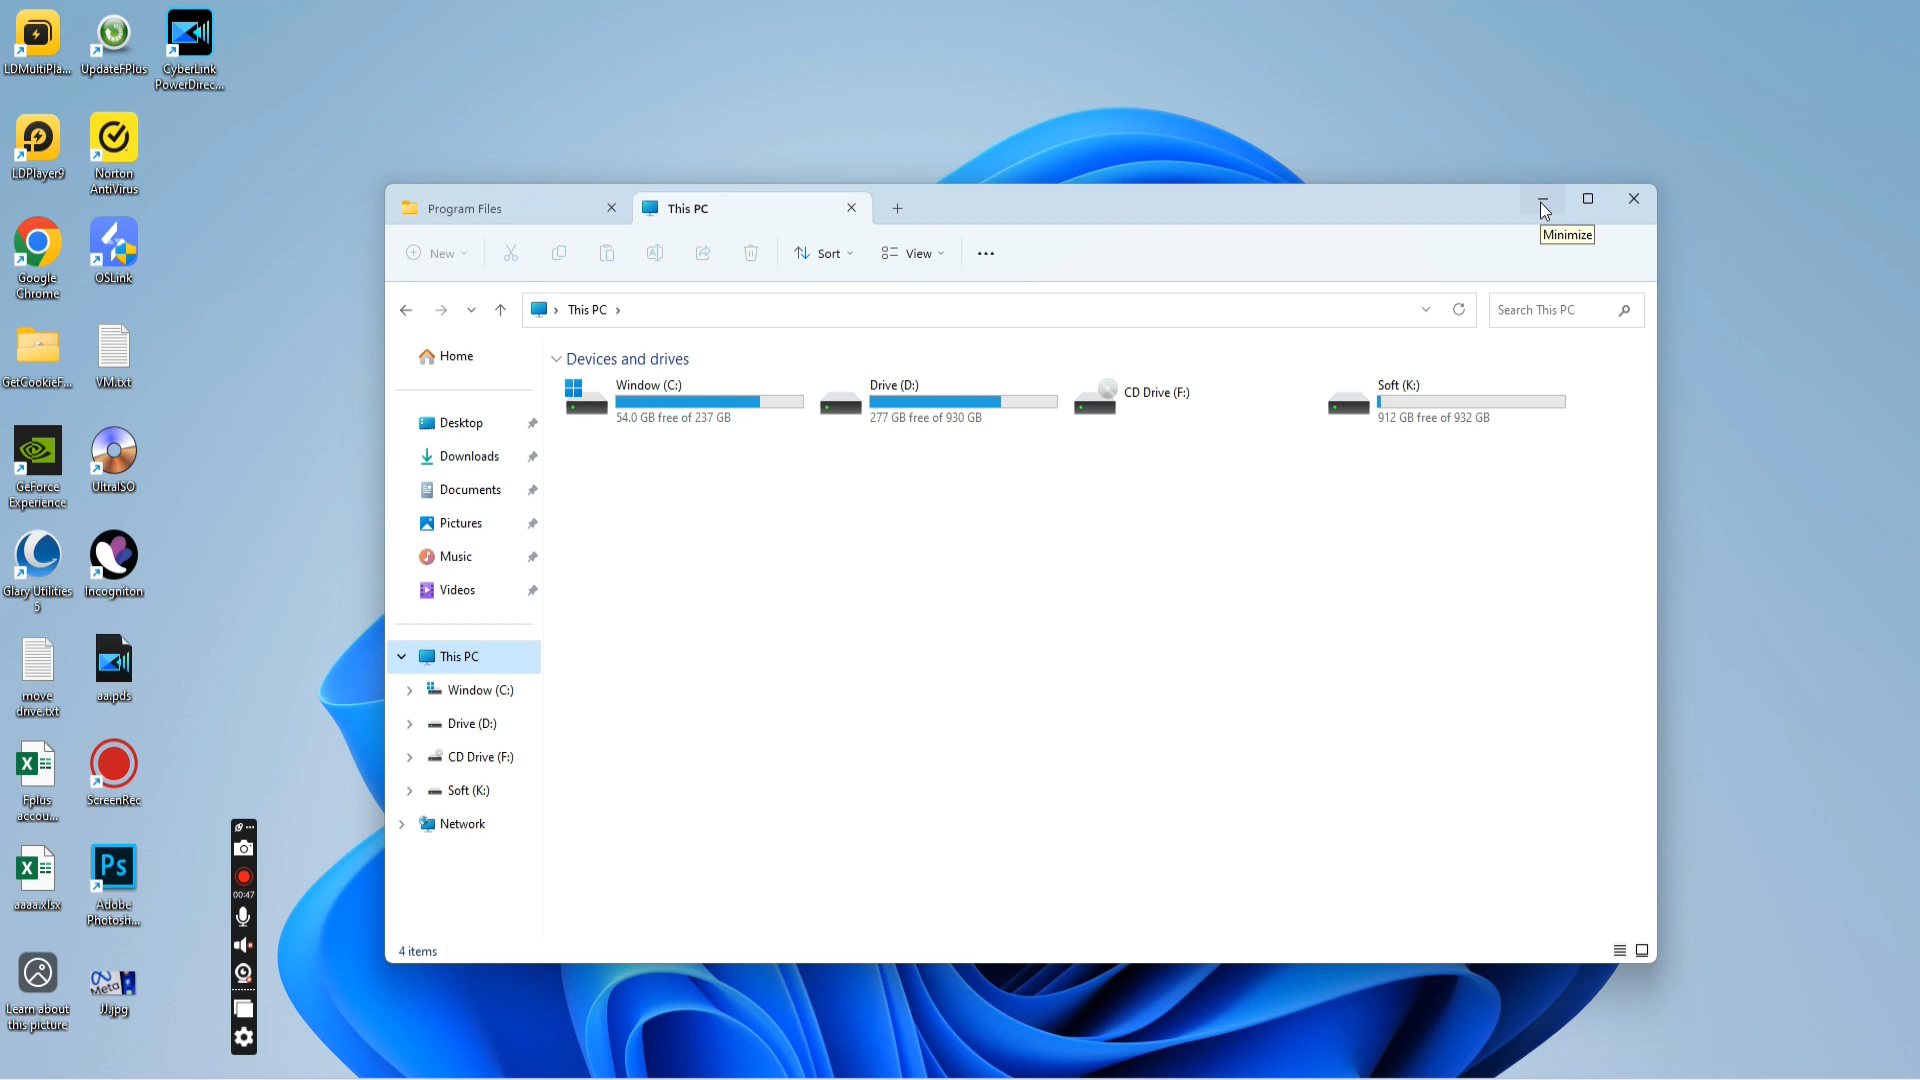 LDMultiPla...
UpdateFPlus
CyberLink
PowerDirec...
LDPlayer9
Norton
AntiVirus
Google
Chrome
OSLink
GetCookieF...
VM.txt
GeForce
Experience
UltraISO
Glary Utilities
5
Incogniton
move
drive.txt
aa.pds
Fplus
accou...
ScreenRec
aaaa.xlsx
Ps
Adobe
Photosh...
Learn about
this picture
Meta
JJ.jpg
00:47
Program Files
This PC
Minimize
New
Sort
View
This PC
Search This PC
Home
Desktop
Downloads
Documents
Pictures
Music
Videos
This PC
Window (C:)
Drive (D:)
CD Drive (F:)
Soft (K:)
Network
Devices and drives
Window (C:)
54.0 GB free of 237 GB
Drive (D:)
277 GB free of 930 GB
CD Drive (F:)
Soft (K:)
912 GB free of 932 GB
4 items